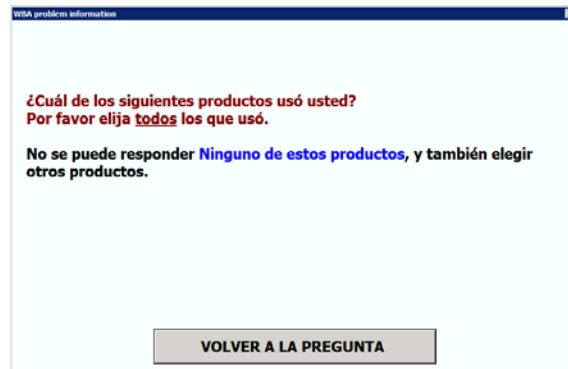 WBA problem information
¿Cuál de los siguientes productos usó usted?
Por favor elija todos los que usó.
No se puede responder Ninguno de estos productos, y también elegir
otros productos.
VOLVER A LA PREGUNTA